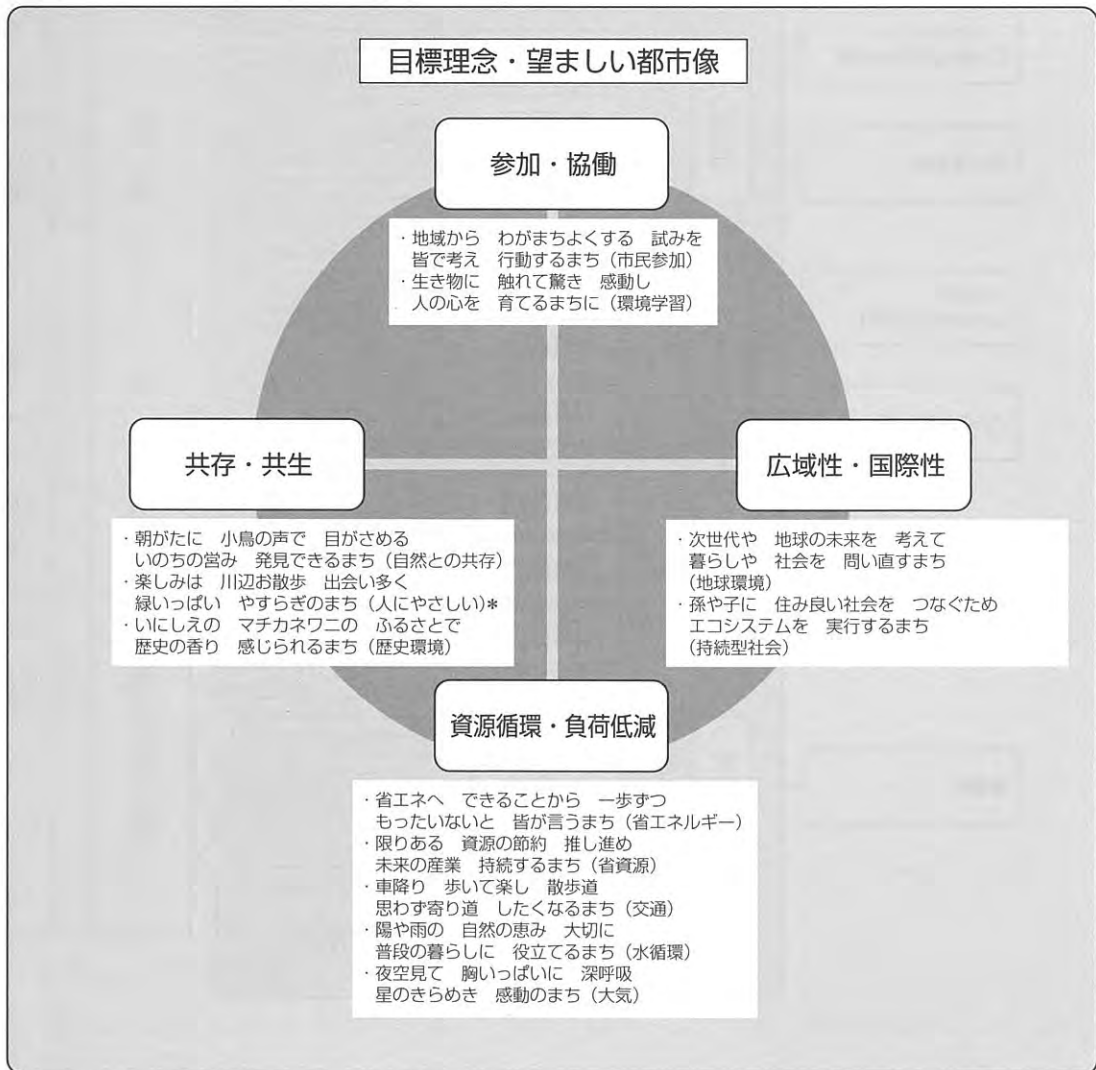 目標理念・望ましい都市像
参加・協働
・地域から　わがまちよくする　試みを
皆で考え　行動するまち（市民参加）
・生き物に　触れて驚き　感動し
人の心を　育てるまちに（環境学習）
共存・共生
・朝がたに　小鳥の声で　目がさめる
いのちの営み　発見できるまち（自然との共存）
・楽しみは　川辺お散歩　出会い多く
緑いっぱい　やすらぎのまち（人にやさしい）*
・いにしえの　マチカネワニの　ふるさとで
歴史の香り　感じられるまち（歴史環境）
広域性・国際性
・次世代や　地球の未来を　考えて
暮らしや　社会を　問い直すまち
（地球環境）
・孫や子に　住み良い社会を　つなぐため
エコシステムを　実行するまち
（持続型社会）
資源循環・負荷低減
・省エネへ　できることから　一歩ずつ
もったいないと　皆が言うまち（省エネルギー）
・限りある　資源の節約　推し進め
未来の産業　持続するまち（省資源）
・車降り　歩いて楽し　散歩道
思わず寄り道　したくなるまち（交通）
・陽や雨の　自然の恵み　大切に
普段の暮らしに　役立てるまち（水循環）
・夜空見て　胸いっぱいに　深呼吸
星のきらめき　感動のまち（大気）